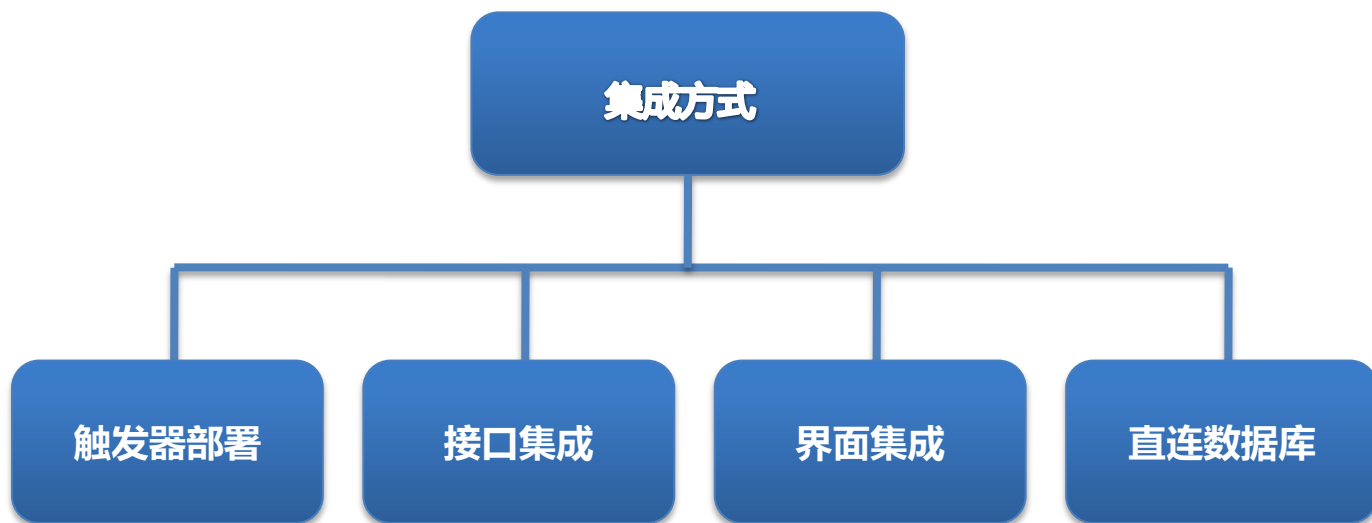 集成方式
触发器部署
接口集成
界面集成
直连数据库